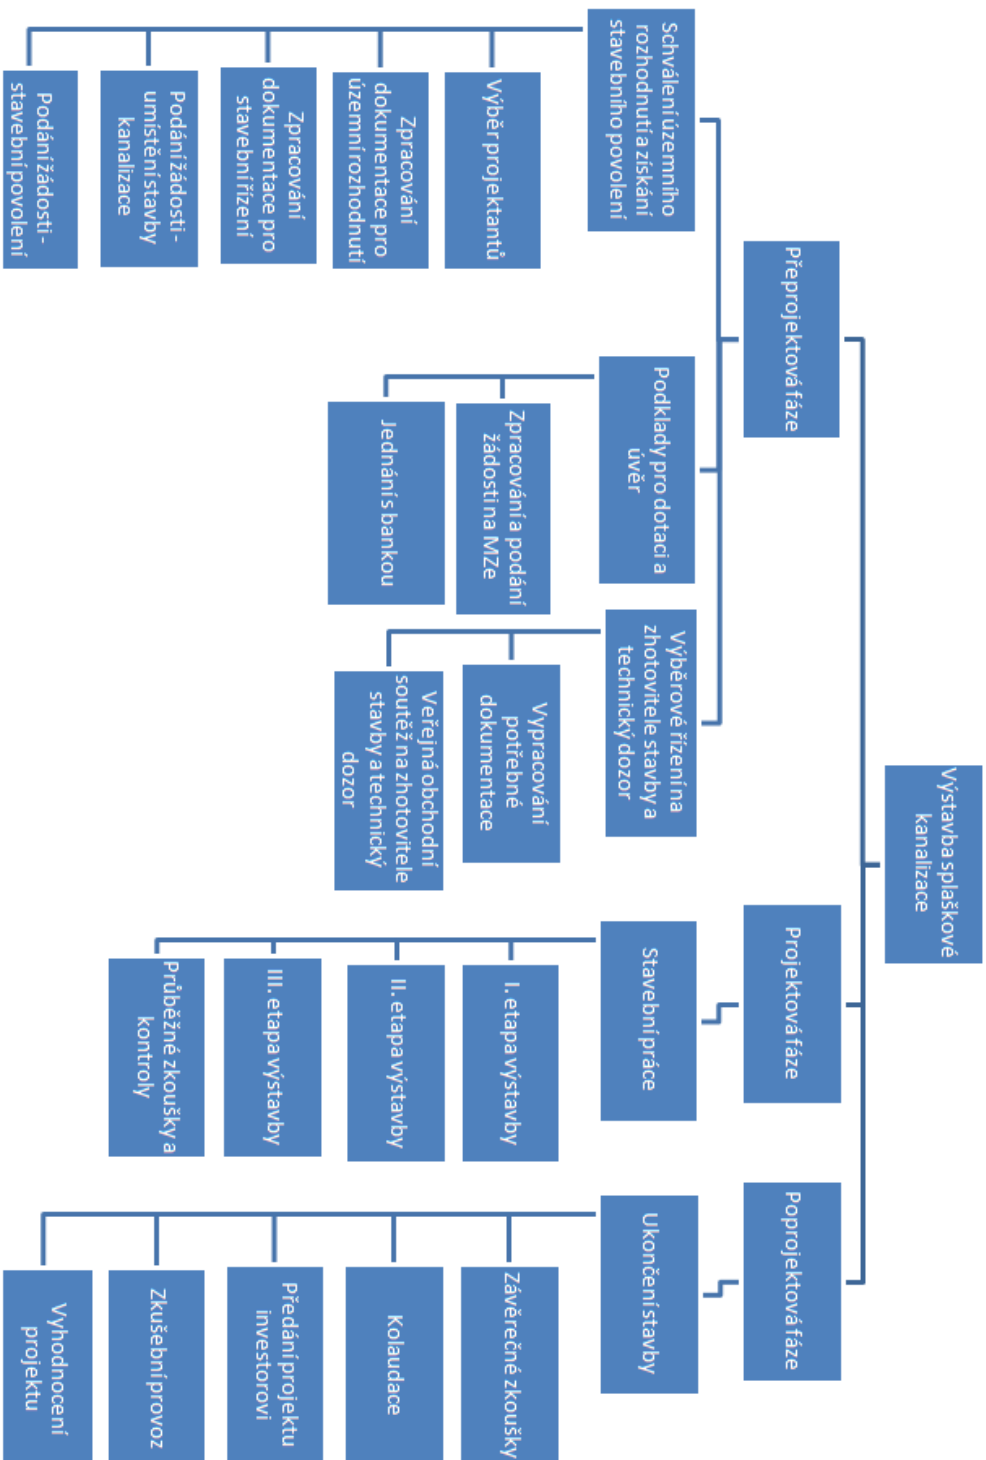 Výstavba splaškové
kanalizace
Přeprojektová fáze
Schválení územního
rozhodnutí a získání
stavebního povolení
Výběr projektantů
Zpracování
dokumentace pro
územní rozhodnutí
Zpracování
dokumentace pro
stavební řízení
Podání žádosti -
umístění stavby
kanalizace
Podání žádosti -
stavební povolení
Podklady pro dotaci a
úvěr
Zpracování a podání
žádosti na MZe
Jednání s bankou
Výběrové řízení na
zhotovitele stavby a
technický dozor
Vypracování
potřebné
dokumentace
Veřejná obchodní
soutěž na zhotovitele
stavby a technický
dozor
Projektová fáze
Stavební práce
I. etapa výstavby
II. etapa výstavby
III. etapa výstavby
Průběžné zkoušky a
kontroly
Poprojektová fáze
Ukončení stavby
Závěrečné zkoušky
Kolaudace
Předání projektu
investorovi
Zkušební provoz
Vyhodnocení
projektu